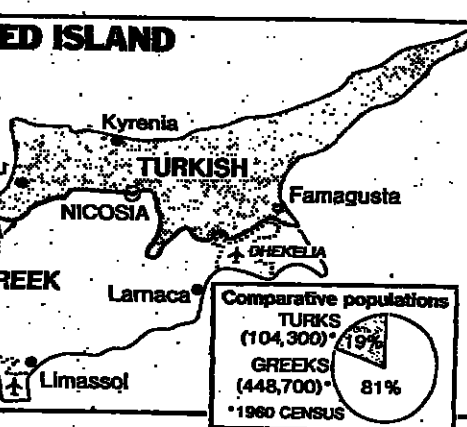 ED ISLAND
Kyrenia
TURKISH
NICOSIA
Famagusta
DHEKELIA
REEK
Larnaca
Limassol
Comparative populations
TURKS
(104,300)*
19%
GREEKS
(448,700)*
81%
*1960 CENSUS